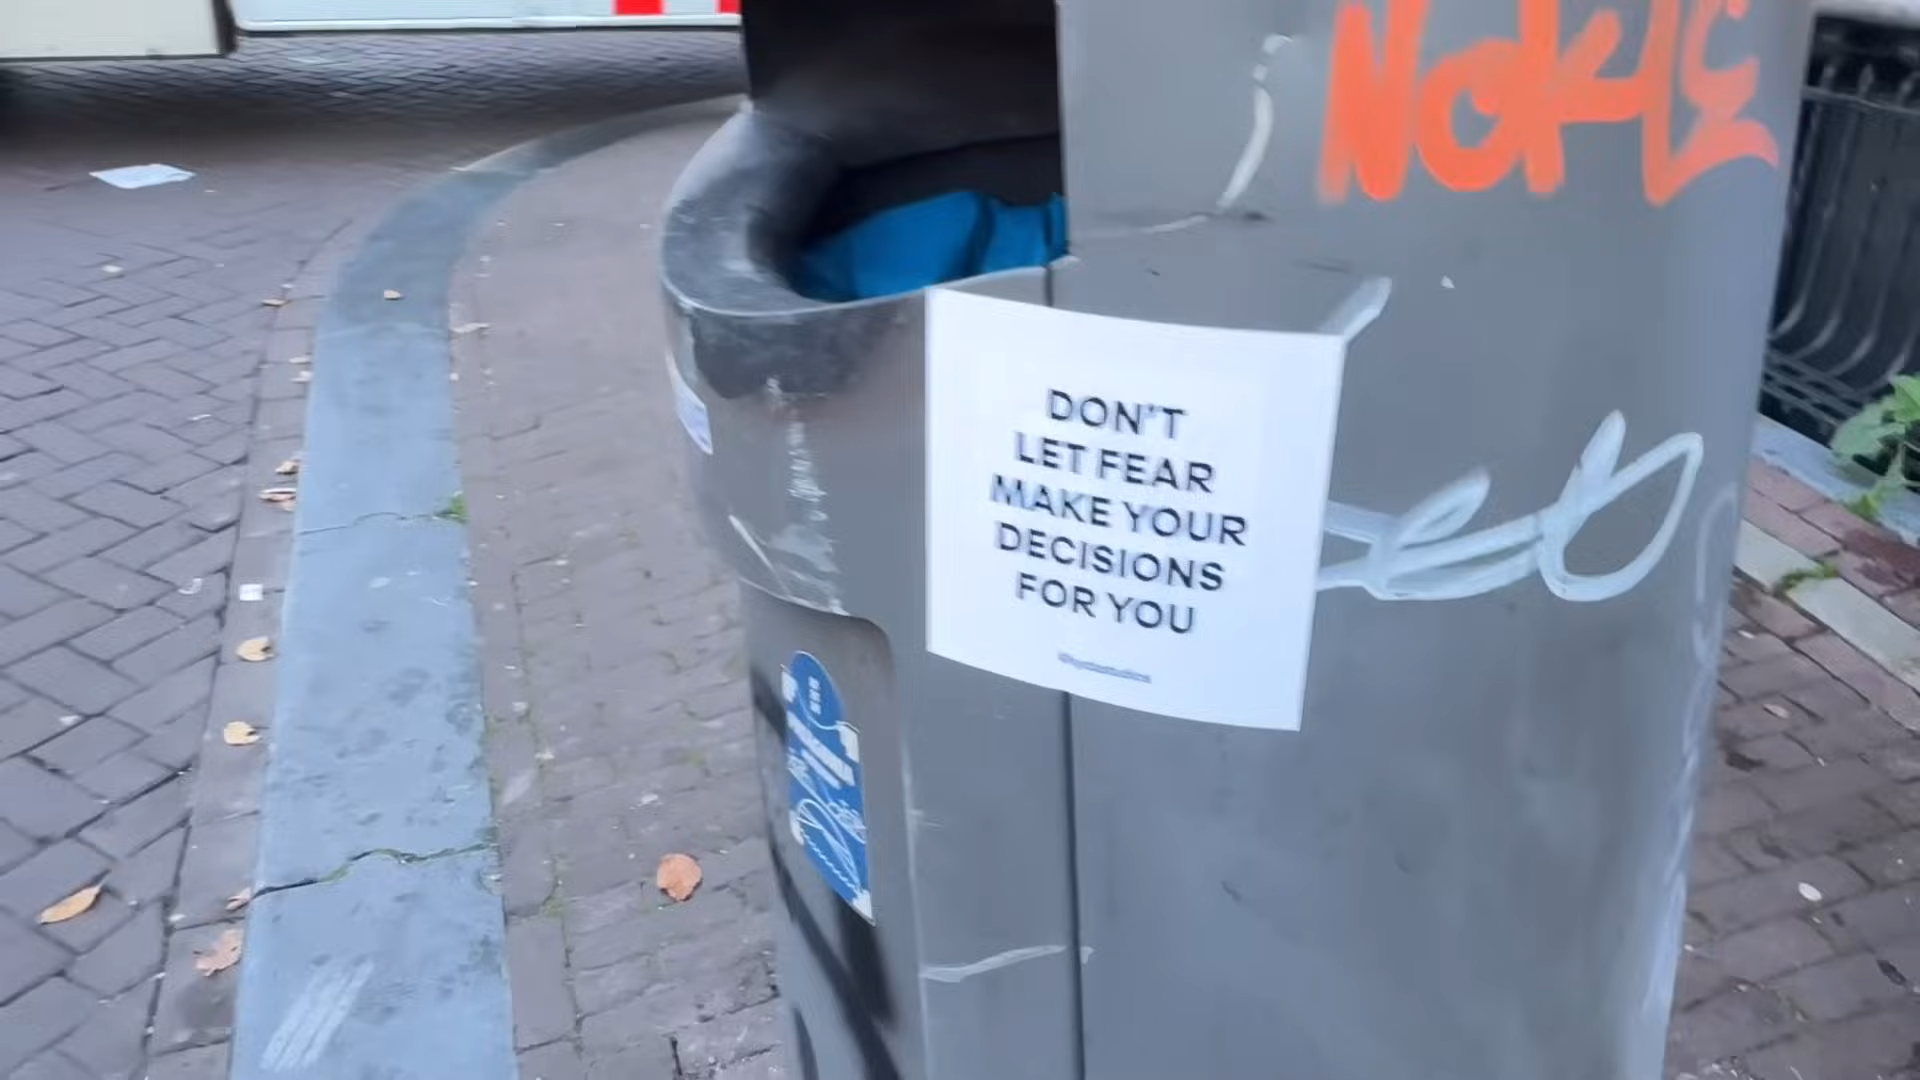 DON'T
LET FEAR
MAKE YOUR
DECISIONS
FOR YOU